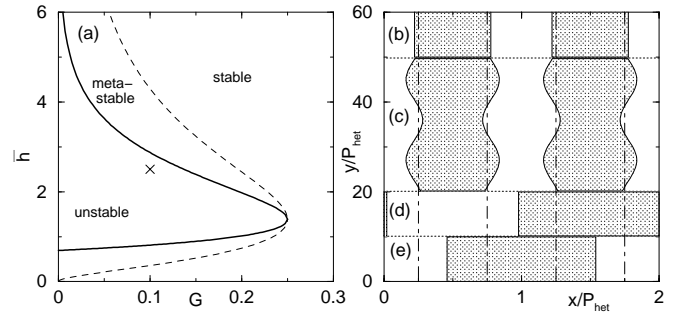 6
4
2
0
h̅
(a)
meta−
stable
stable
unstable
0
0.1
G
0.2
0.3
60
40
20
0
y/P_het
(b)
(c)
(d)
(e)
0
1
x/P_het
2